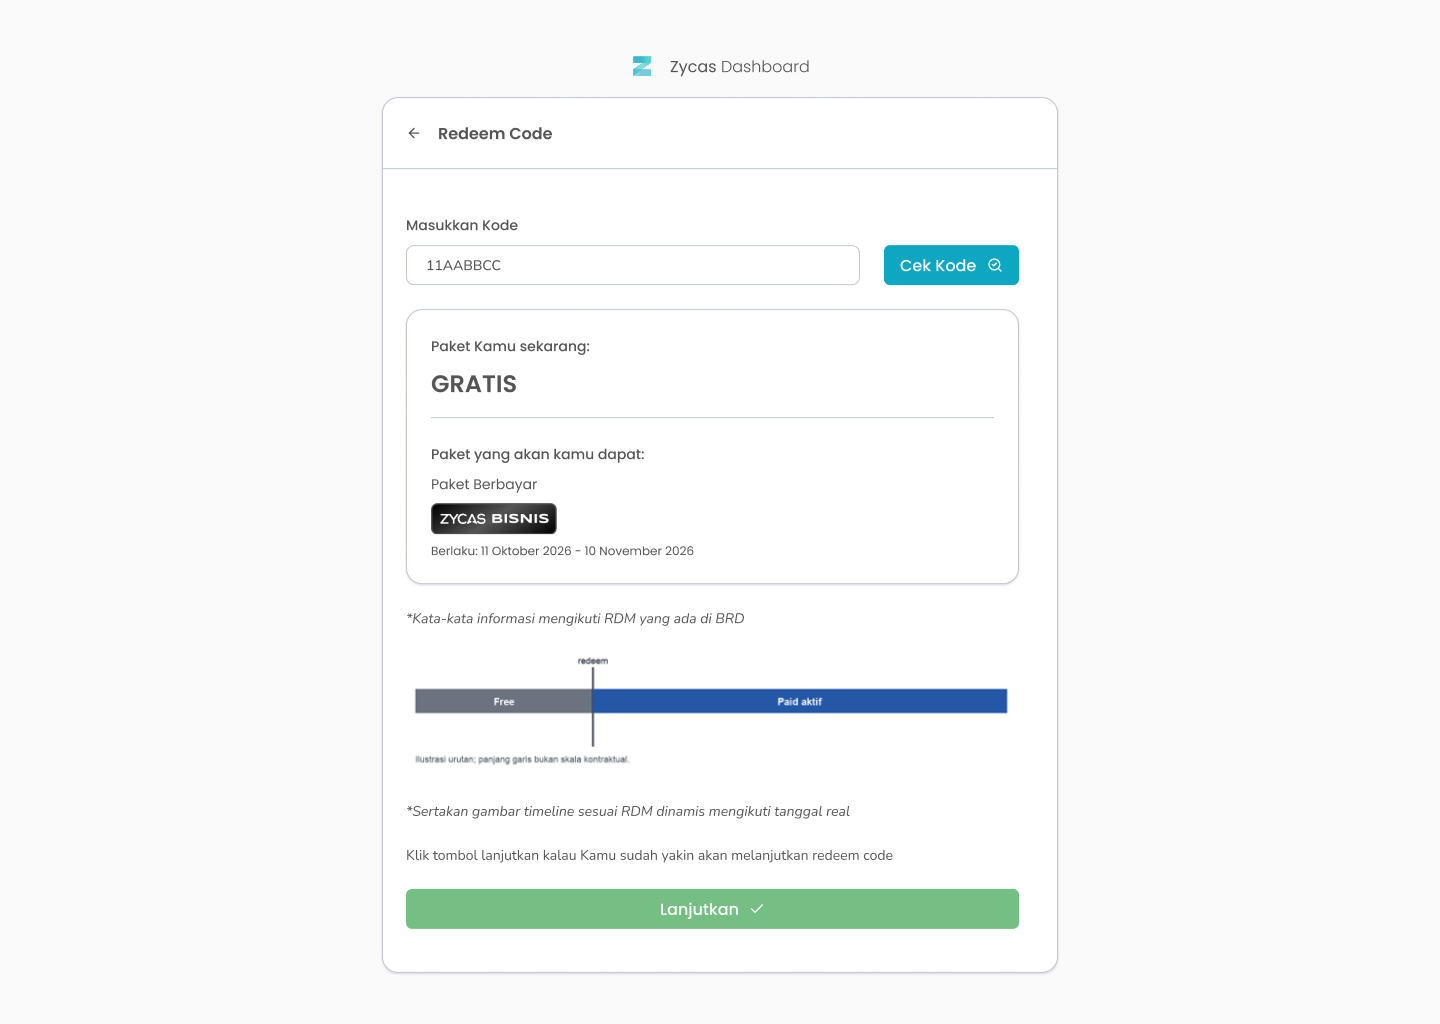 Zycas Dashboard
Redeem Code
Masukkan Kode
11AABBCC
Cek Kode
Paket Kamu sekarang:
GRATIS
Paket yang akan kamu dapat:
Paket Berbayar
ZYCAS BISNIS
Berlaku: 11 Oktober 2026 - 10 November 2026
*Kata-kata informasi mengikuti RDM yang ada di BRD
redeem
Free
Paid aktif
Ilustrasi urutan; panjang garis bukan skala kontraktual.
*Sertakan gambar timeline sesuai RDM dinamis mengikuti tanggal real
Klik tombol lanjutkan kalau Kamu sudah yakin akan melanjutkan redeem code
Lanjutkan